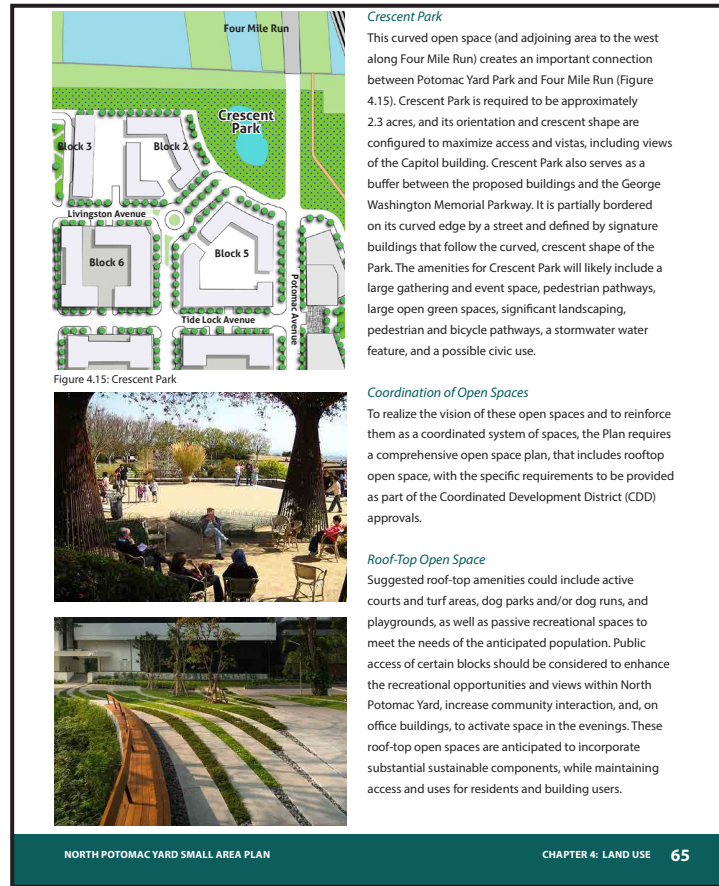 Four Mile Run
Crescent
Park
Block 3
Block 2
Livingston Avenue
Block 6
Block 5
Potomac Avenue
Tide Lock Avenue
Figure 4.15: Crescent Park
Crescent Park
This curved open space (and adjoining area to the west
along Four Mile Run) creates an important connection
between Potomac Yard Park and Four Mile Run (Figure
4.15). Crescent Park is required to be approximately
2.3 acres, and its orientation and crescent shape are
configured to maximize access and vistas, including views
of the Capitol building. Crescent Park also serves as a
buffer between the proposed buildings and the George
Washington Memorial Parkway. It is partially bordered
on its curved edge by a street and defined by signature
buildings that follow the curved, crescent shape of the
Park. The amenities for Crescent Park will likely include a
large gathering and event space, pedestrian pathways,
large open green spaces, significant landscaping,
pedestrian and bicycle pathways, a stormwater water
feature, and a possible civic use.
Coordination of Open Spaces
To realize the vision of these open spaces and to reinforce
them as a coordinated system of spaces, the Plan requires
a comprehensive open space plan, that includes rooftop
open space, with the specific requirements to be provided
as part of the Coordinated Development District (CDD)
approvals.
Roof-Top Open Space
Suggested roof-top amenities could include active
courts and turf areas, dog parks and/or dog runs, and
playgrounds, as well as passive recreational spaces to
meet the needs of the anticipated population. Public
access of certain blocks should be considered to enhance
the recreational opportunities and views within North
Potomac Yard, increase community interaction, and, on
office buildings, to activate space in the evenings. These
roof-top open spaces are anticipated to incorporate
substantial sustainable components, while maintaining
access and uses for residents and building users.
NORTH POTOMAC YARD SMALL AREA PLAN
CHAPTER 4: LAND USE 65